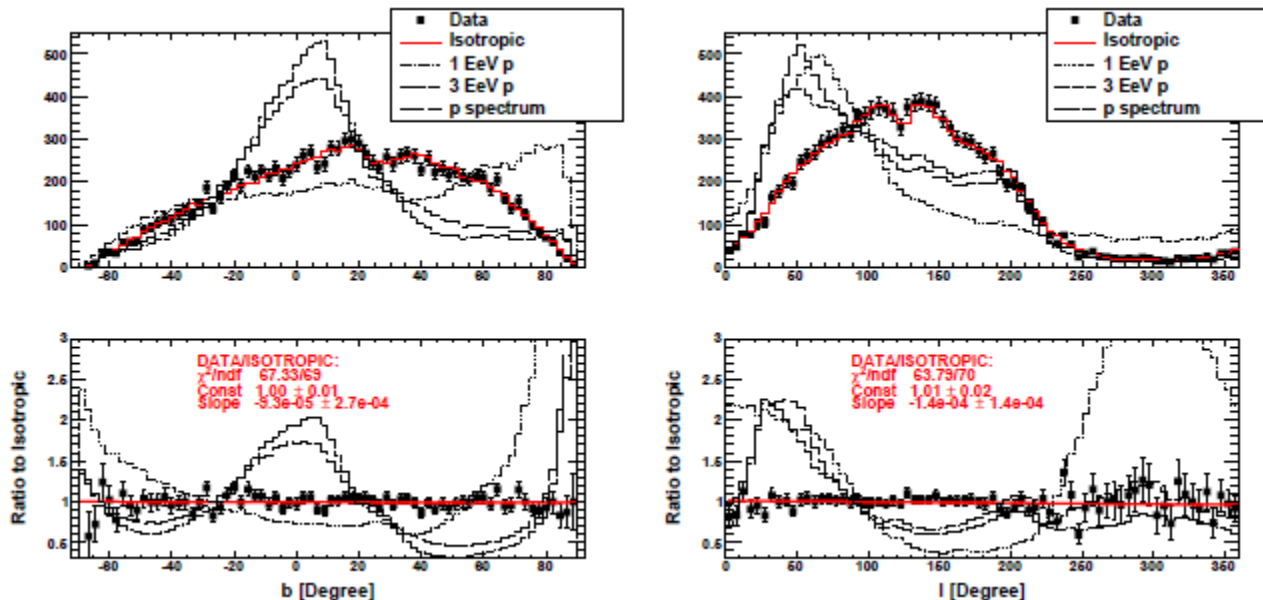 Data
Isotropic
1 EeV p
3 EeV p
p spectrum
500
400
300
200
100
0
-60 -40 -20 0 20 40 60 80
Data
Isotropic
1 EeV p
3 EeV p
p spectrum
500
400
300
200
100
0
0 50 100 150 200 250 300 350
Ratio to Isotropic
3
2.5
2
1.5
1
0.5
DATA/ISOTROPIC:
χ²/ndf 67.33/69
Const 1.00 ± 0.01
Slope -9.3e-05 ± 2.7e-04
-60 -40 -20 0 20 40 60 80
b [Degree]
Ratio to Isotropic
3
2.5
2
1.5
1
0.5
DATA/ISOTROPIC:
χ²/ndf 63.79/70
Const 1.01 ± 0.02
Slope -1.4e-04 ± 1.4e-04
0 50 100 150 200 250 300 350
l [Degree]